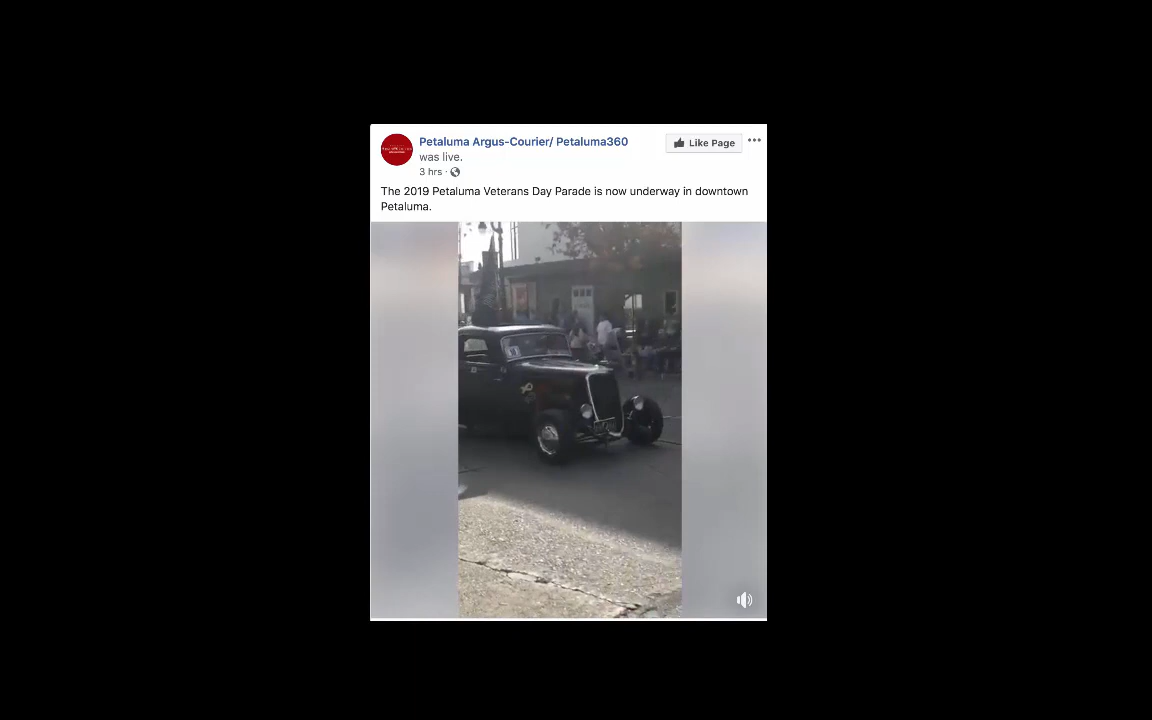 Petaluma Argus-Courier/ Petaluma360
was live.
3 hrs ·
Like Page
The 2019 Petaluma Veterans Day Parade is now underway in downtown
Petaluma.